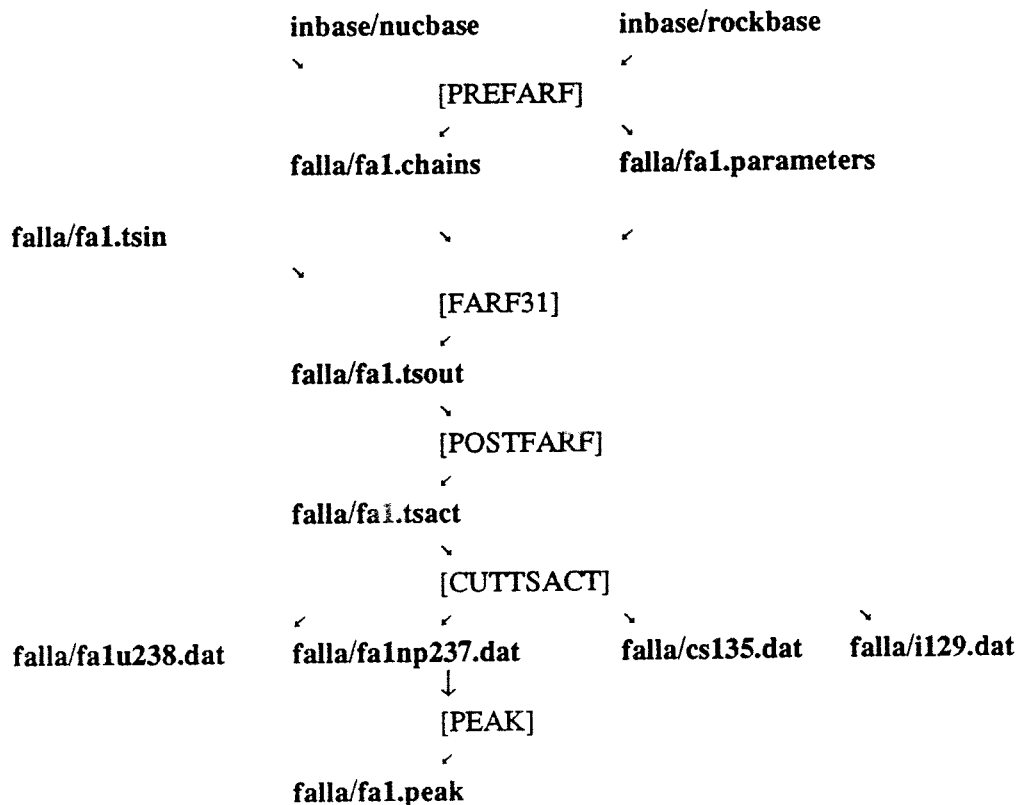 inbase/nucbase inbase/rockbase
[PREFARF]
falla/fa1.chains falla/fa1.parameters
falla/fa1.tsin
[FARF31]
falla/fa1.tsout
[POSTFARF]
falla/fa1.tsact
[CUTTSACT]
falla/fa1u238.dat falla/fa1np237.dat falla/cs135.dat falla/i129.dat
[PEAK]
falla/fa1.peak